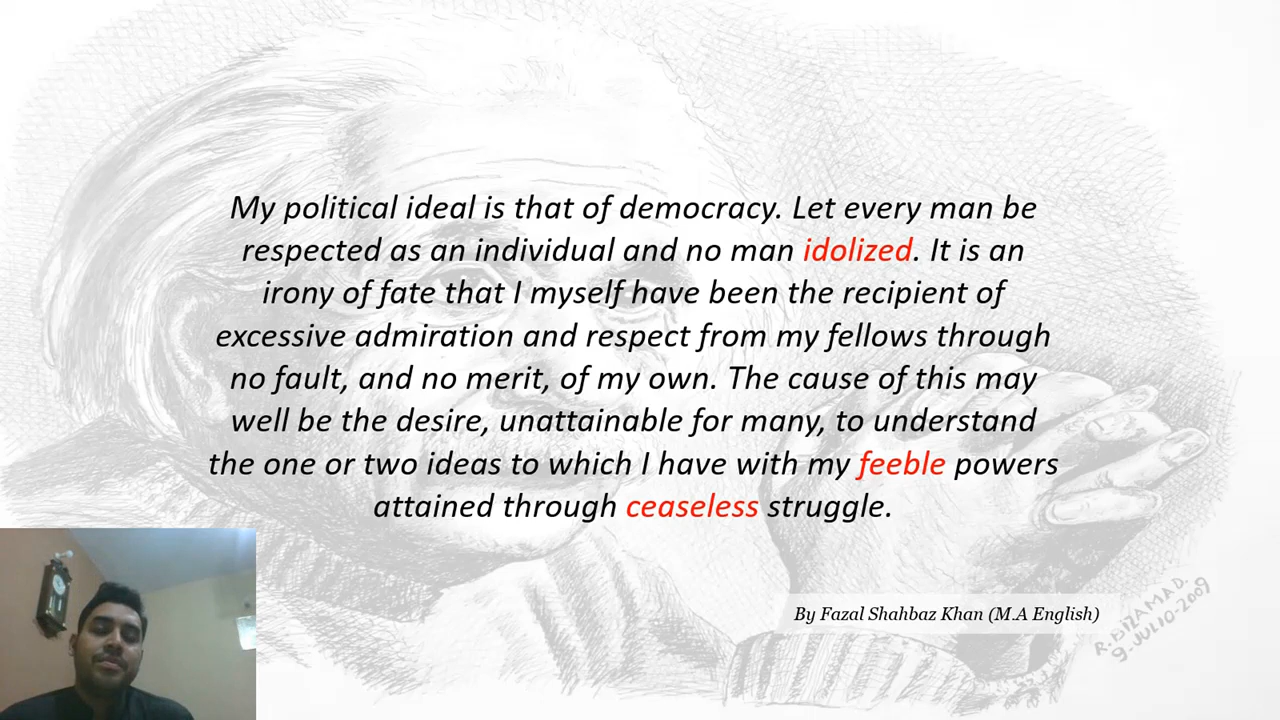 My political ideal is that of democracy. Let every man be
respected as an individual and no man idolized. It is an
irony of fate that I myself have been the recipient of
excessive admiration and respect from my fellows through
no fault, and no merit, of my own. The cause of this may
well be the desire, unattainable for many, to understand
the one or two ideas to which I have with my feeble powers
attained through ceaseless struggle.
By Fazal Shahbaz Khan (M.A English)
R. DIZAMA D.
9. JULIO-2009